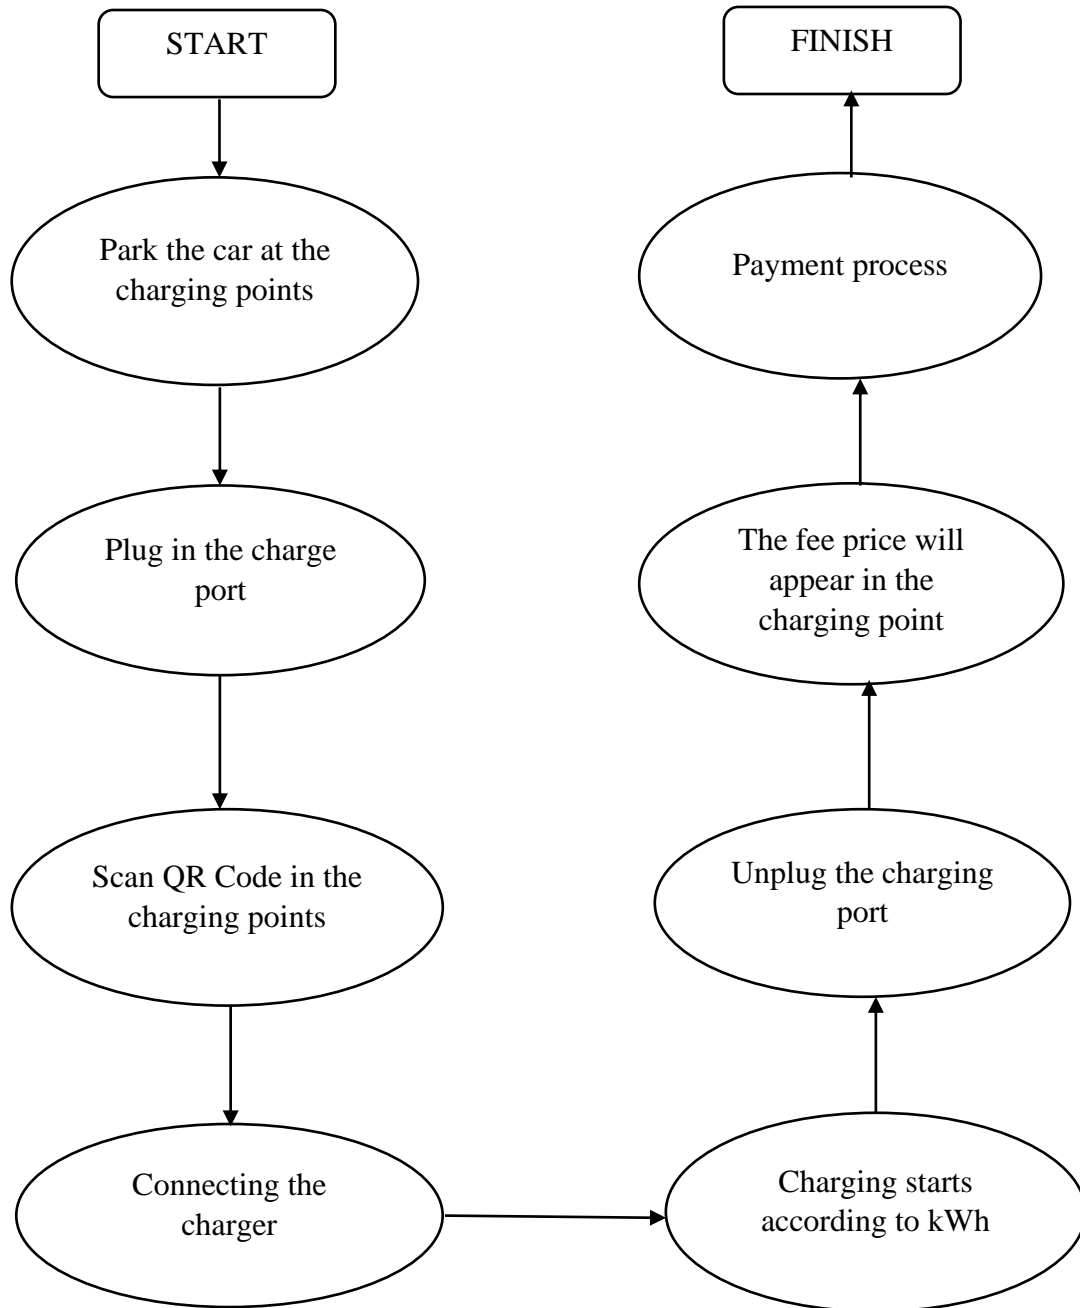 START
Park the car at the
charging points
Plug in the charge
port
Scan QR Code in the
charging points
Connecting the
charger
Charging starts
according to kWh
Unplug the charging
port
The fee price will
appear in the
charging point
Payment process
FINISH